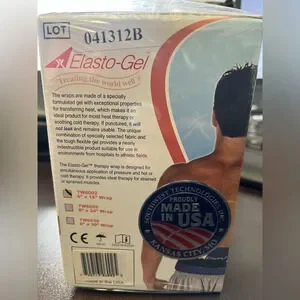 LOT
041312B
Elasto-Gel
Treating the world well
The wraps are made of a specially
formulated gel with exceptional properties
for transferring heat, which makes it an
ideal product for moist heat therapy or
soothing cold therapy. If punctured, it will
not leak and remains usable. The unique
combination of specially selected fabric and
the tough flexible gel provides a nearly
indestructible product suitable for use in
environments from hospitals to athletic fields.
The Elasto-Gel™ therapy wrap is designed for
simultaneous application of pressure and hot or
cold therapy. It provides ideal therapy for strained
or sprained muscles.
6" x 24" Wrap
SOUTHWEST TECHNOLOGIES INC.
PROUDLY
MADE
IN
USA
KANSAS CITY, MO